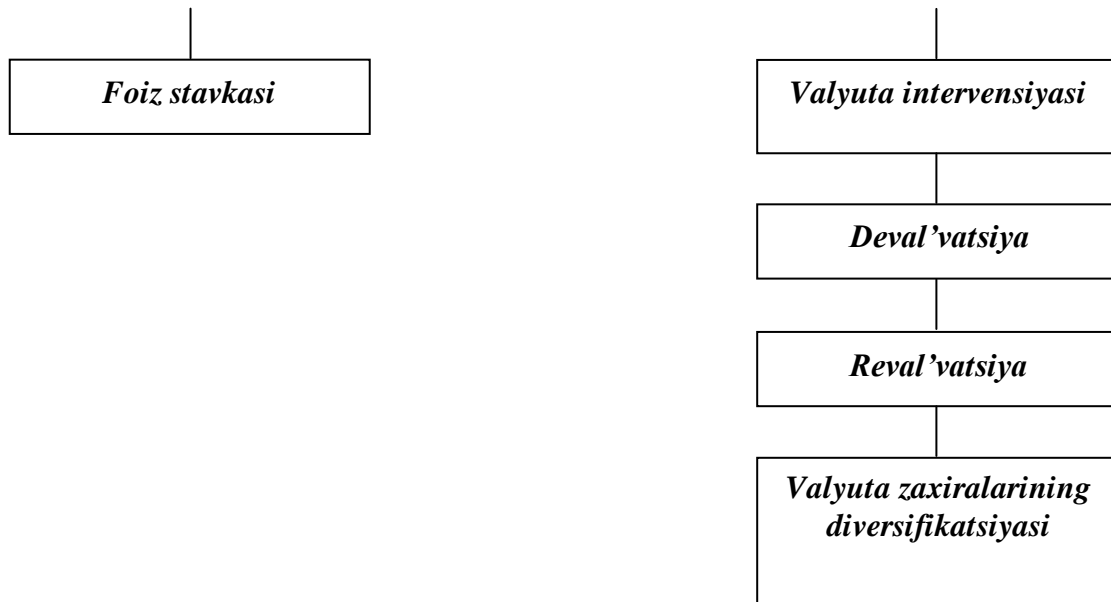 Foiz stavkasi
Valyuta intervensiyasi
Deval’vatsiya
Reval’vatsiya
Valyuta zaxiralarining
diversifikatsiyasi